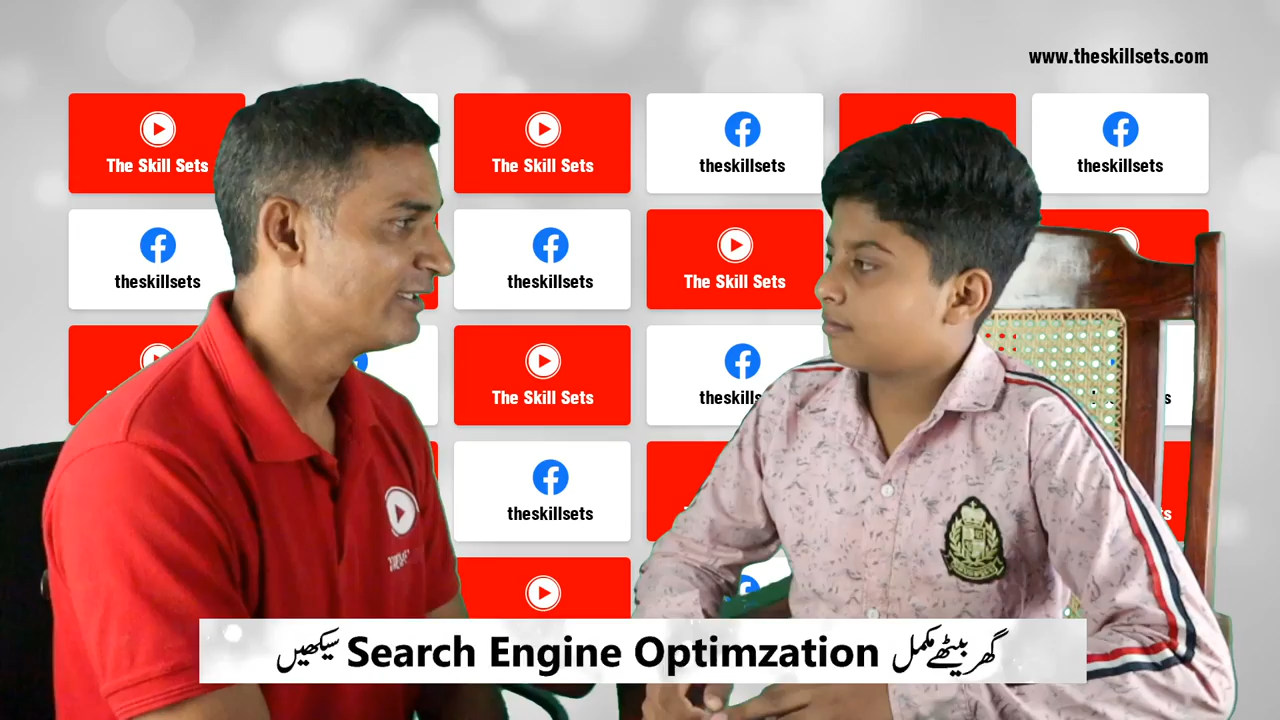 www.theskillsets.com
The Skill Sets
The Skill Sets
theskillsets
theskillsets
theskillsets
theskillsets
The Skill Sets
The Skill Sets
theskillsets
گھر بیٹھے مکمل Search Engine Optimzation سیکھیں